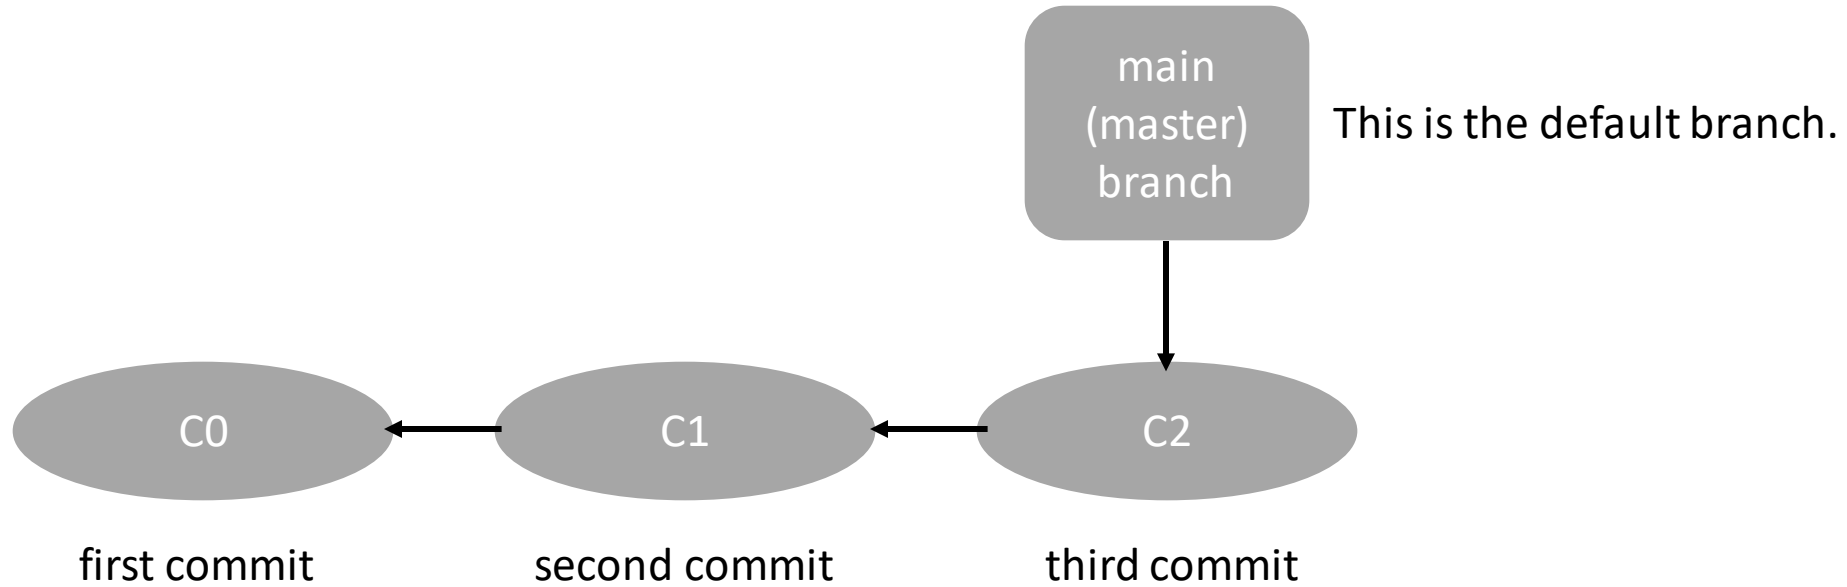 main
(master)
branch
This is the default branch.
C0
C1
C2
first commit
second commit
third commit